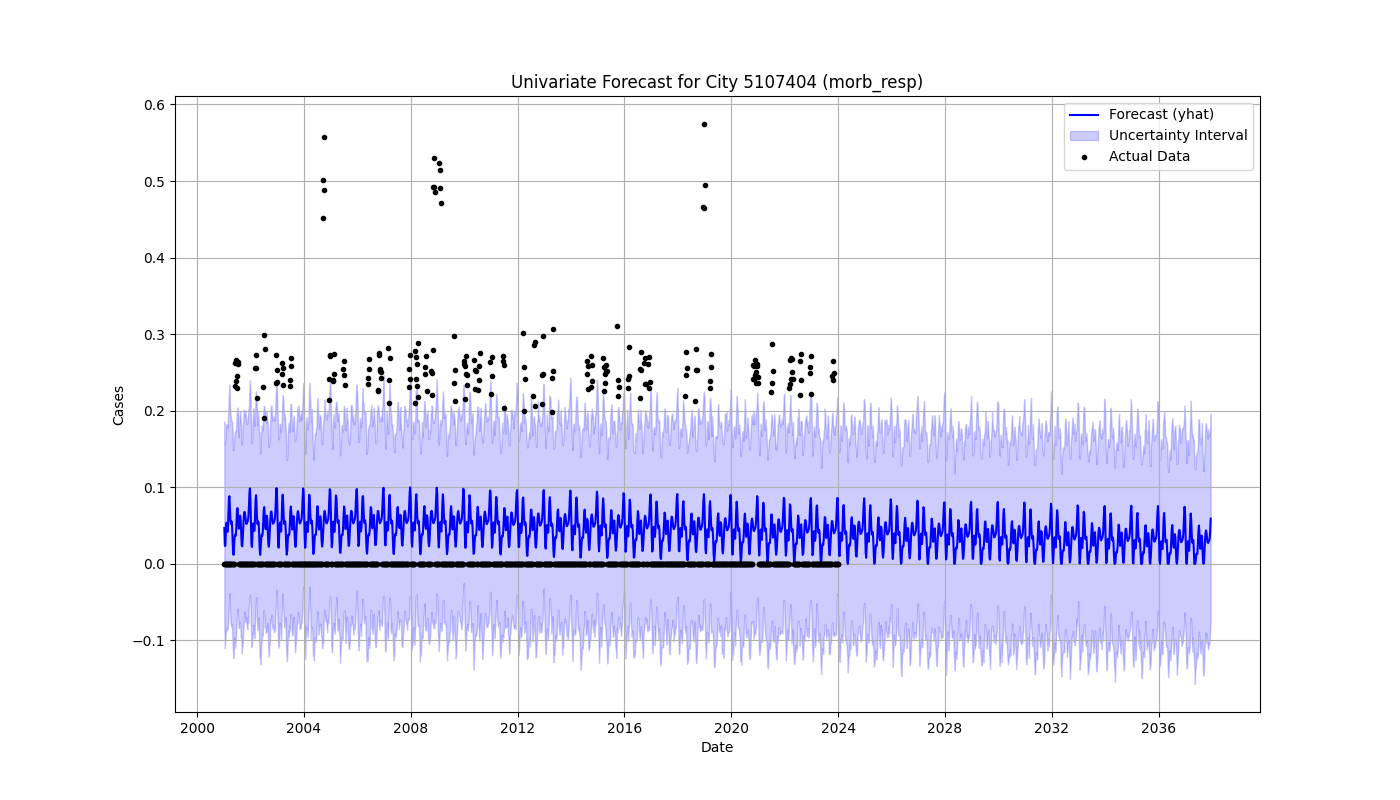 Univariate Forecast for City 5107404 (morb_resp)
Forecast (yhat)
Uncertainty Interval
Actual Data
Cases
0.6
0.5
0.4
0.3
0.2
0.1
0.0
−0.1
2000 2004 2008 2012 2016 2020 2024 2028 2032 2036
Date